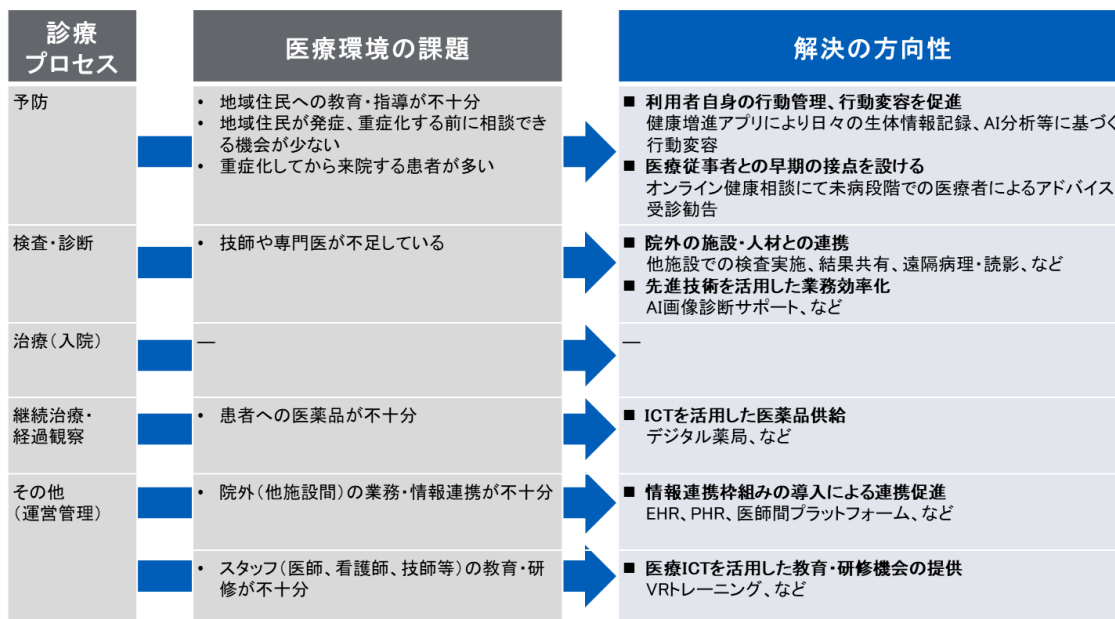 診療
プロセス
医療環境の課題
解決の方向性
予防
• 地域住民への教育・指導が不十分
• 地域住民が発症、重症化する前に相談でき
る機会が少ない
• 重症化してから来院する患者が多い
■ 利用者自身の行動管理、行動変容を促進
健康増進アプリにより日々の生体情報記録、AI分析等に基づく
行動変容
■ 医療従事者との早期の接点を設ける
オンライン健康相談にて未病段階での医療者によるアドバイス
受診勧告
検査・診断
• 技師や専門医が不足している
■ 院外の施設・人材との連携
他施設での検査実施、結果共有、遠隔病理・読影、など
■ 先進技術を活用した業務効率化
AI画像診断サポート、など
治療(入院)
—
—
継続治療・
経過観察
• 患者への医薬品が不十分
■ ICTを活用した医薬品供給
デジタル薬局、など
その他
(運営管理)
• 院外(他施設間)の業務・情報連携が不十分
■ 情報連携枠組みの導入による連携促進
EHR、PHR、医師間プラットフォーム、など
• スタッフ(医師、看護師、技師等)の教育・研
修が不十分
■ 医療ICTを活用した教育・研修機会の提供
VRトレーニング、など